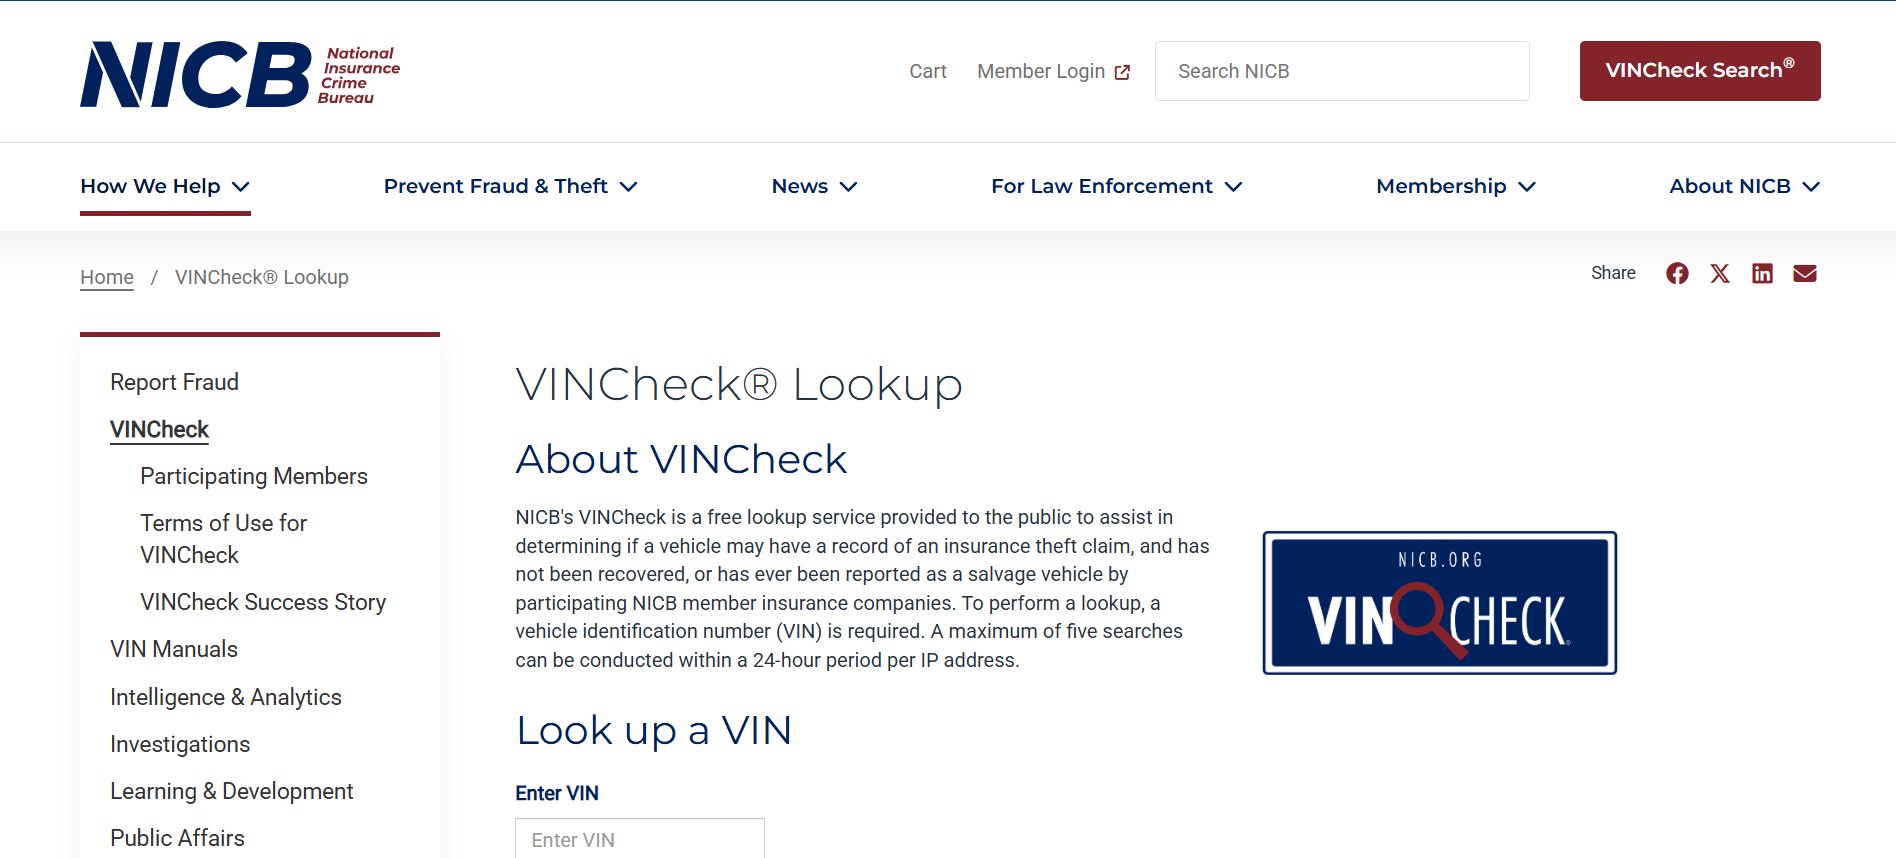 NICB National
Insurance
Crime
Bureau
Cart Member Login Search NICB VINCheck Search®
How We Help Prevent Fraud & Theft News For Law Enforcement Membership About NICB
Home / VINCheck® Lookup
Share
Report Fraud
VINCheck
Participating Members
Terms of Use for
VINCheck
VINCheck Success Story
VIN Manuals
Intelligence & Analytics
Investigations
Learning & Development
Public Affairs
VINCheck® Lookup
About VINCheck
NICB's VINCheck is a free lookup service provided to the public to assist in
determining if a vehicle may have a record of an insurance theft claim, and has
not been recovered, or has ever been reported as a salvage vehicle by
participating NICB member insurance companies. To perform a lookup, a
vehicle identification number (VIN) is required. A maximum of five searches
can be conducted within a 24-hour period per IP address.
NICB.ORG
VIN CHECK
Look up a VIN
Enter VIN
Enter VIN